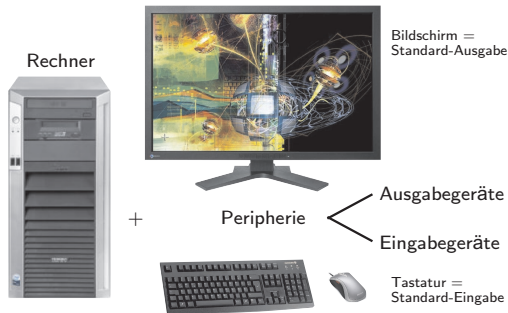 Rechner
Bildschirm =
Standard-Ausgabe
+
Peripherie
Ausgabegeräte
Eingabegeräte
Tastatur =
Standard-Eingabe